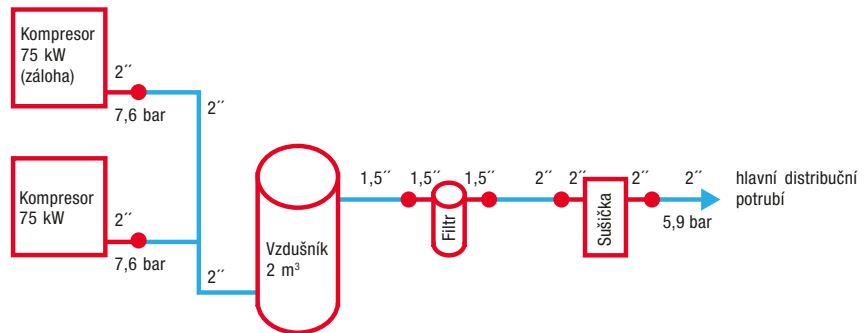 Kompresor
75 kW
(záloha)
2´´
7,6 bar
2´´
Kompresor
75 kW
2´´
7,6 bar
2´´
Vzdušník
2 m³
1,5´´
1,5´´
Filtr
1,5´´
2´´
2´´
Sušička
2´´
2´´
5,9 bar
hlavní distribuční
potrubí